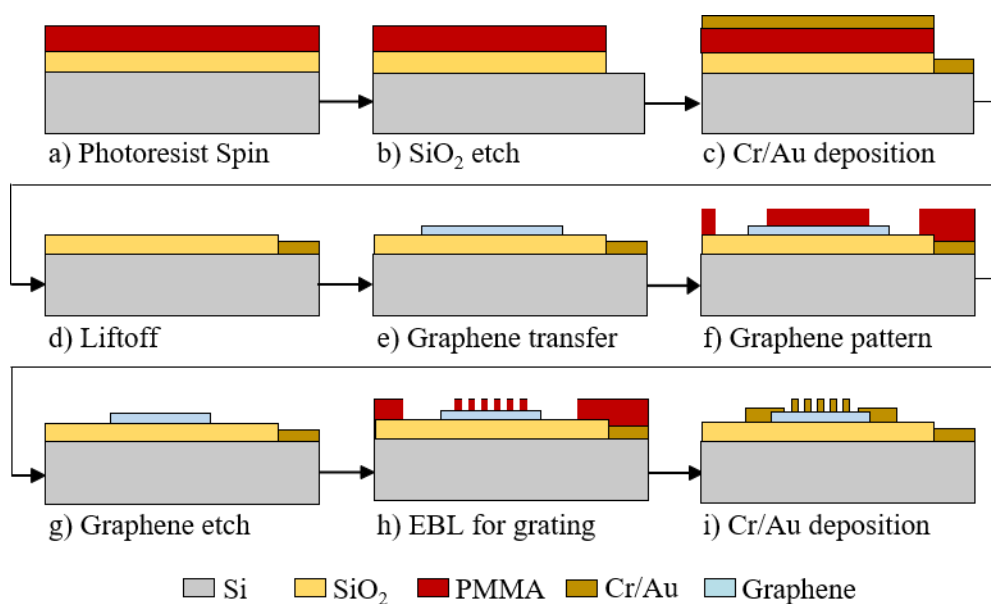 a) Photoresist Spin
b) SiO₂ etch
c) Cr/Au deposition
d) Liftoff
e) Graphene transfer
f) Graphene pattern
g) Graphene etch
h) EBL for grating
i) Cr/Au deposition
Si SiO₂ PMMA Cr/Au Graphene